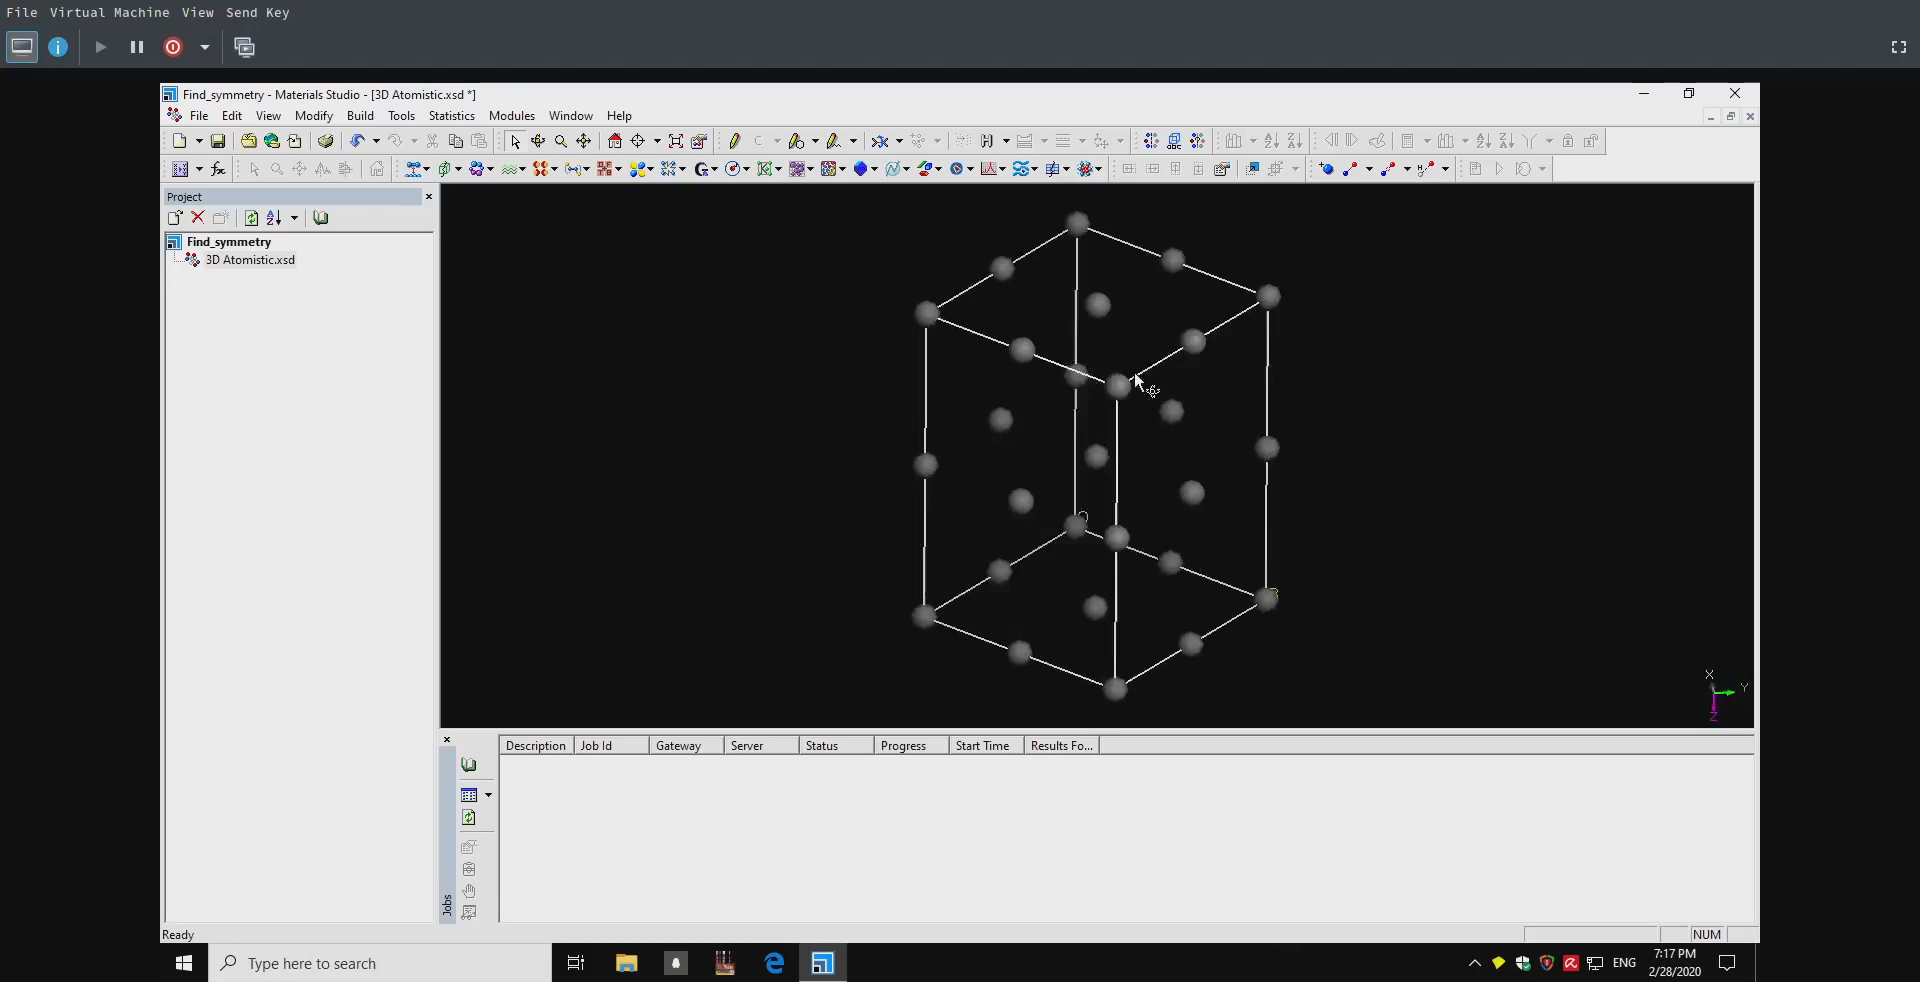 File Virtual Machine View Send Key
Find_symmetry - Materials Studio - [3D Atomistic.xsd *]
File Edit View Modify Build Tools Statistics Modules Window Help
Project
Find_symmetry
3D Atomistic.xsd
X
Y
Z
Description Job Id Gateway Server Status Progress Start Time Results Fo...
Jobs
Ready
NUM
Type here to search
ENG
7:17 PM
2/28/2020